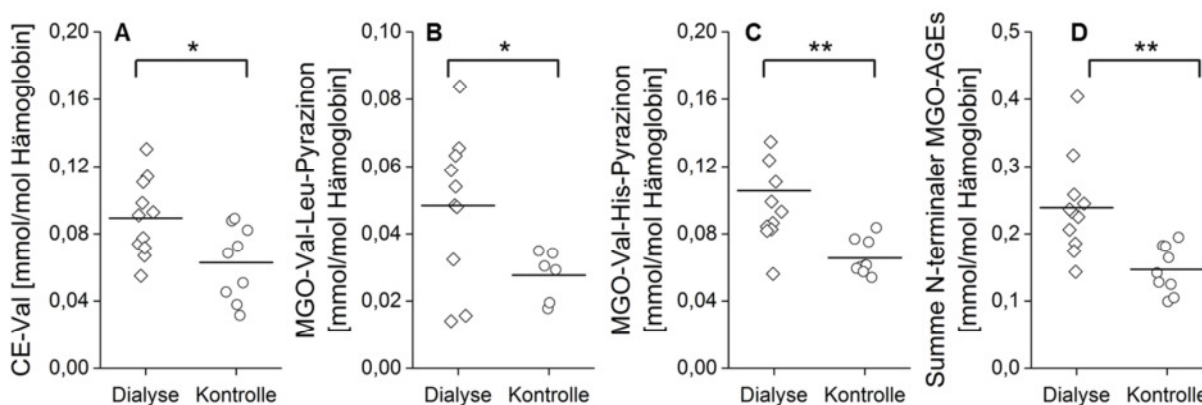 A
CE-Val [mmol/mol Hämoglobin]
0,20
0,16
0,12
0,08
0,04
0,00
*
Dialyse Kontrolle
B
MGO-Val-Leu-Pyrazinon
[mmol/mol Hämoglobin]
0,10
0,08
0,06
0,04
0,02
0,00
*
Dialyse Kontrolle
C
MGO-Val-His-Pyrazinon
[mmol/mol Hämoglobin]
0,20
0,16
0,12
0,08
0,04
0,00
**
Dialyse Kontrolle
D
Summe N-terminaler MGO-AGEs
[mmol/mol Hämoglobin]
0,5
0,4
0,3
0,2
0,1
0,0
**
Dialyse Kontrolle